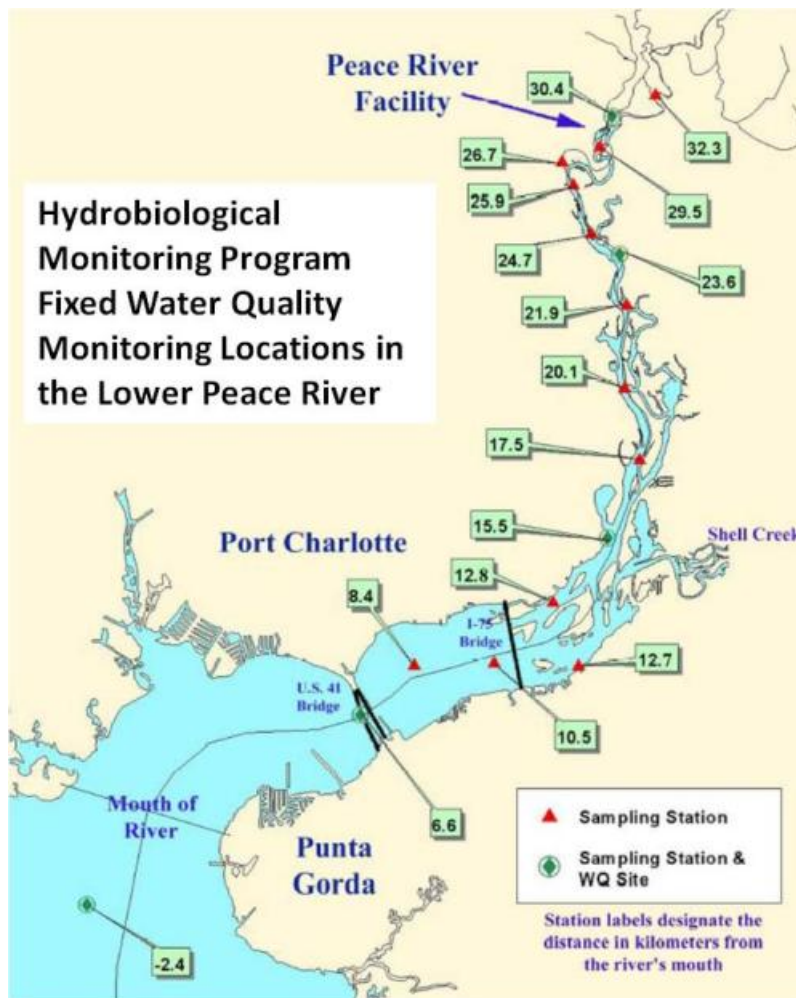 Peace River
Facility
30.4
32.3
26.7
29.5
25.9
Hydrobiological
Monitoring Program
Fixed Water Quality
Monitoring Locations in
the Lower Peace River
24.7
23.6
21.9
20.1
17.5
15.5
Shell Creek
Port Charlotte
12.8
8.4
I-75
Bridge
12.7
U.S. 41
Bridge
10.5
Mouth of
River
6.6
Punta
Gorda
Sampling Station
Sampling Station &
WQ Site
Station labels designate the
distance in kilometers from
the river's mouth
-2.4